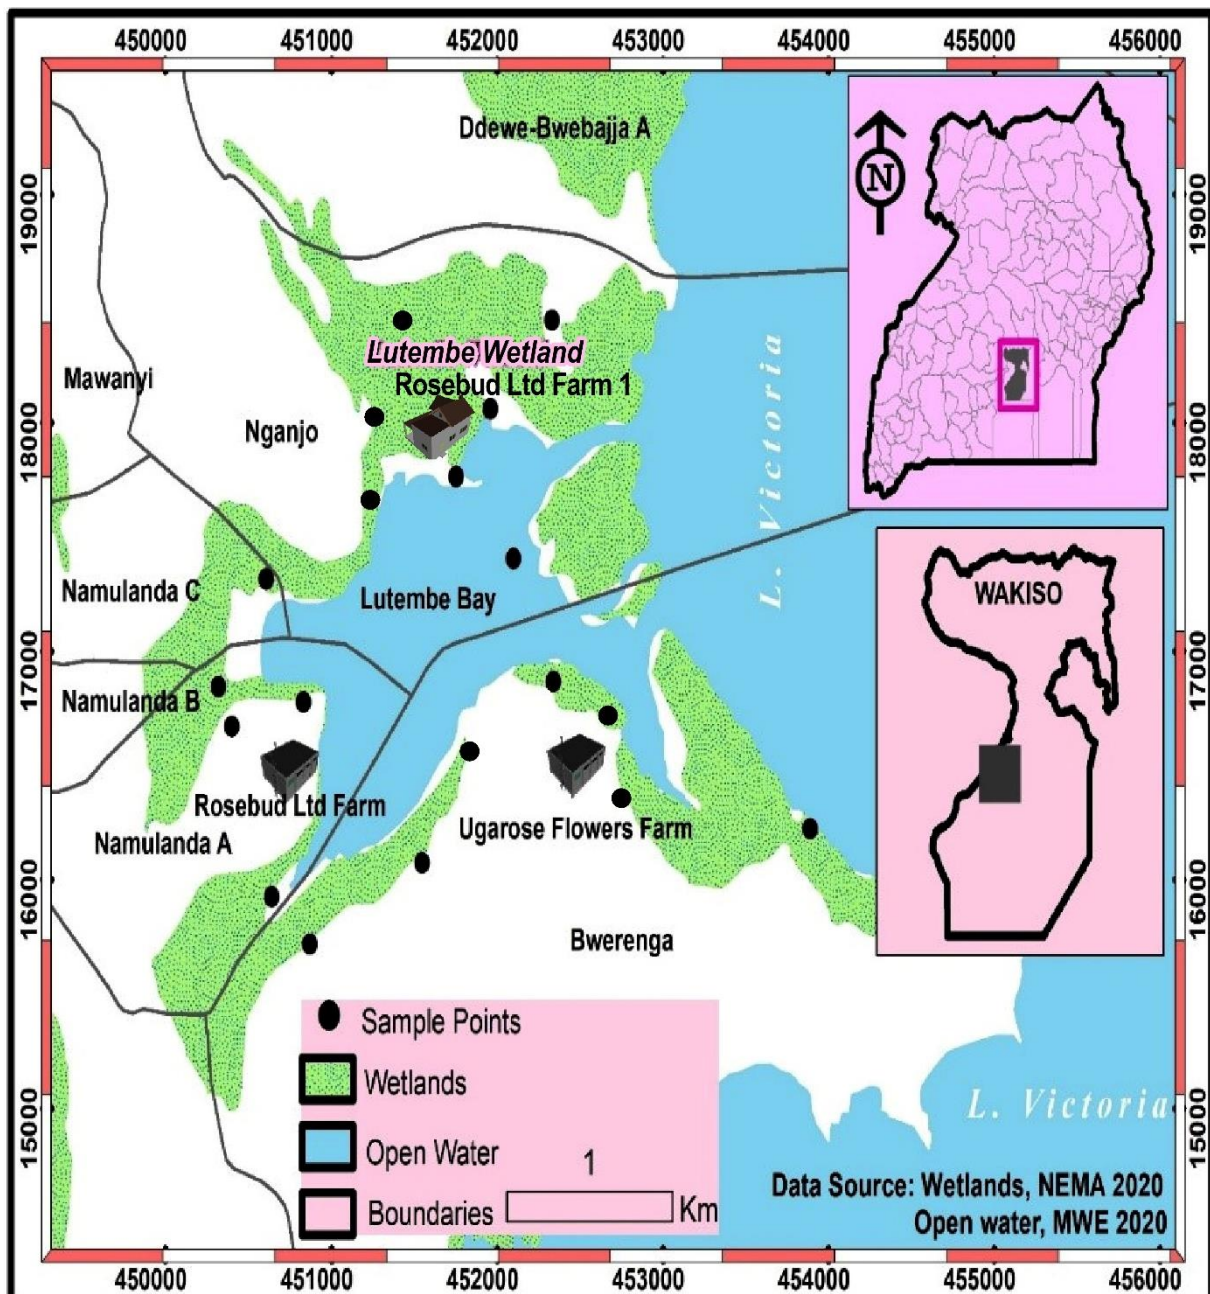 450000 451000 452000 453000 454000 455000 456000
Ddewe-Bwebajja A
N
19000
19000
Lutembe Wetland
Rosebud Ltd Farm 1
Mawanyi
Nganjo
L. Victoria
18000
18000
Namulanda C
Lutembe Bay
WAKISO
17000
17000
Namulanda B
Rosebud Ltd Farm
Ugarose Flowers Farm
Namulanda A
16000
16000
Bwerenga
Sample Points
Wetlands
Open Water
Boundaries
1
Km
L. Victoria
15000
15000
Data Source: Wetlands, NEMA 2020
Open water, MWE 2020
450000 451000 452000 453000 454000 455000 456000